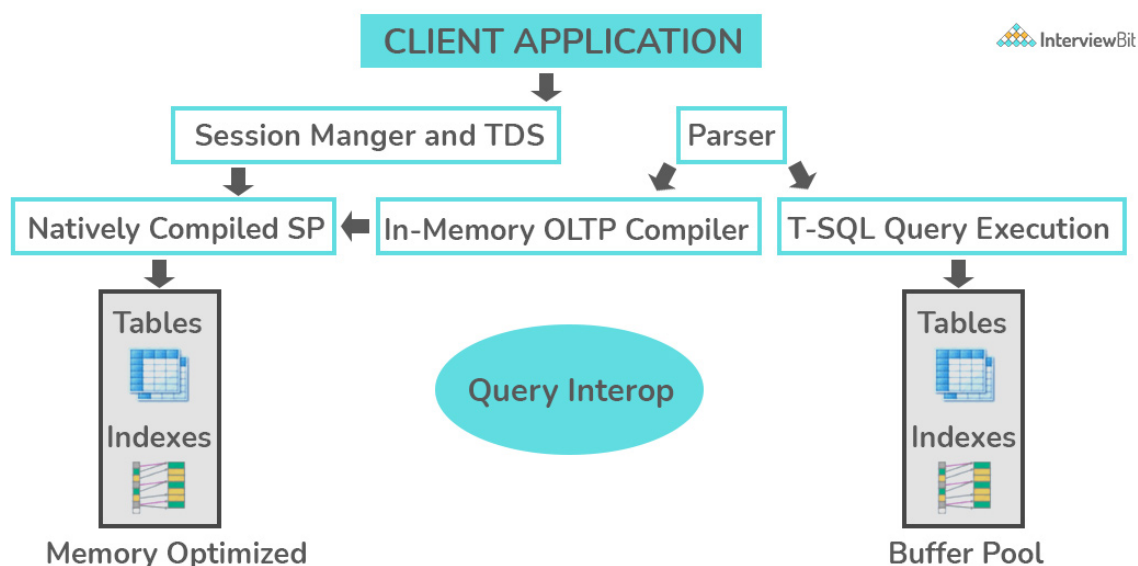 CLIENT APPLICATION
InterviewBit
Session Manger and TDS
Parser
Natively Compiled SP
In-Memory OLTP Compiler
T-SQL Query Execution
Tables
Indexes
Memory Optimized
Query Interop
Tables
Indexes
Buffer Pool